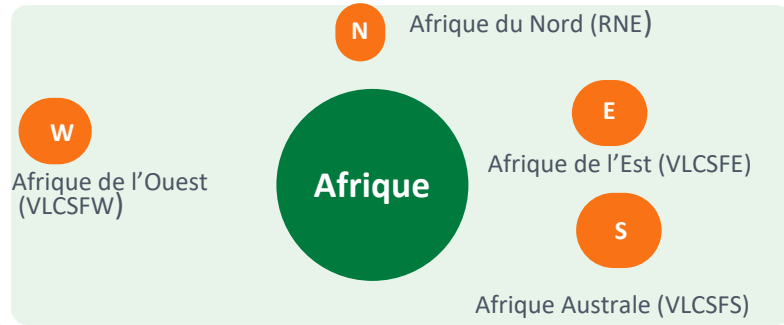 N
Afrique du Nord (RNE)
W
Afrique de l’Ouest
(VLCSFW)
Afrique
E
Afrique de l’Est (VLCSFE)
S
Afrique Australe (VLCSFS)